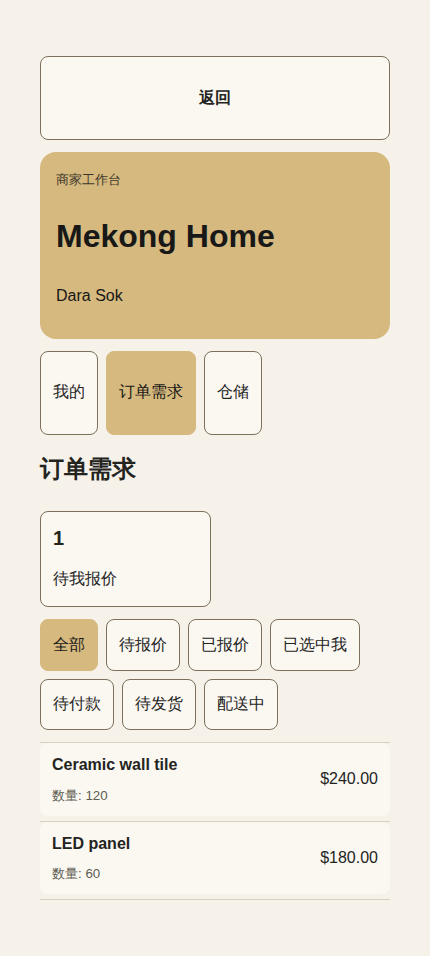 返回
商家工作台
Mekong Home
Dara Sok
我的 订单需求 仓储
订单需求
1
待我报价
全部 待报价 已报价 已选中我
待付款 待发货 配送中
Ceramic wall tile
$240.00
数量: 120
LED panel
$180.00
数量: 60